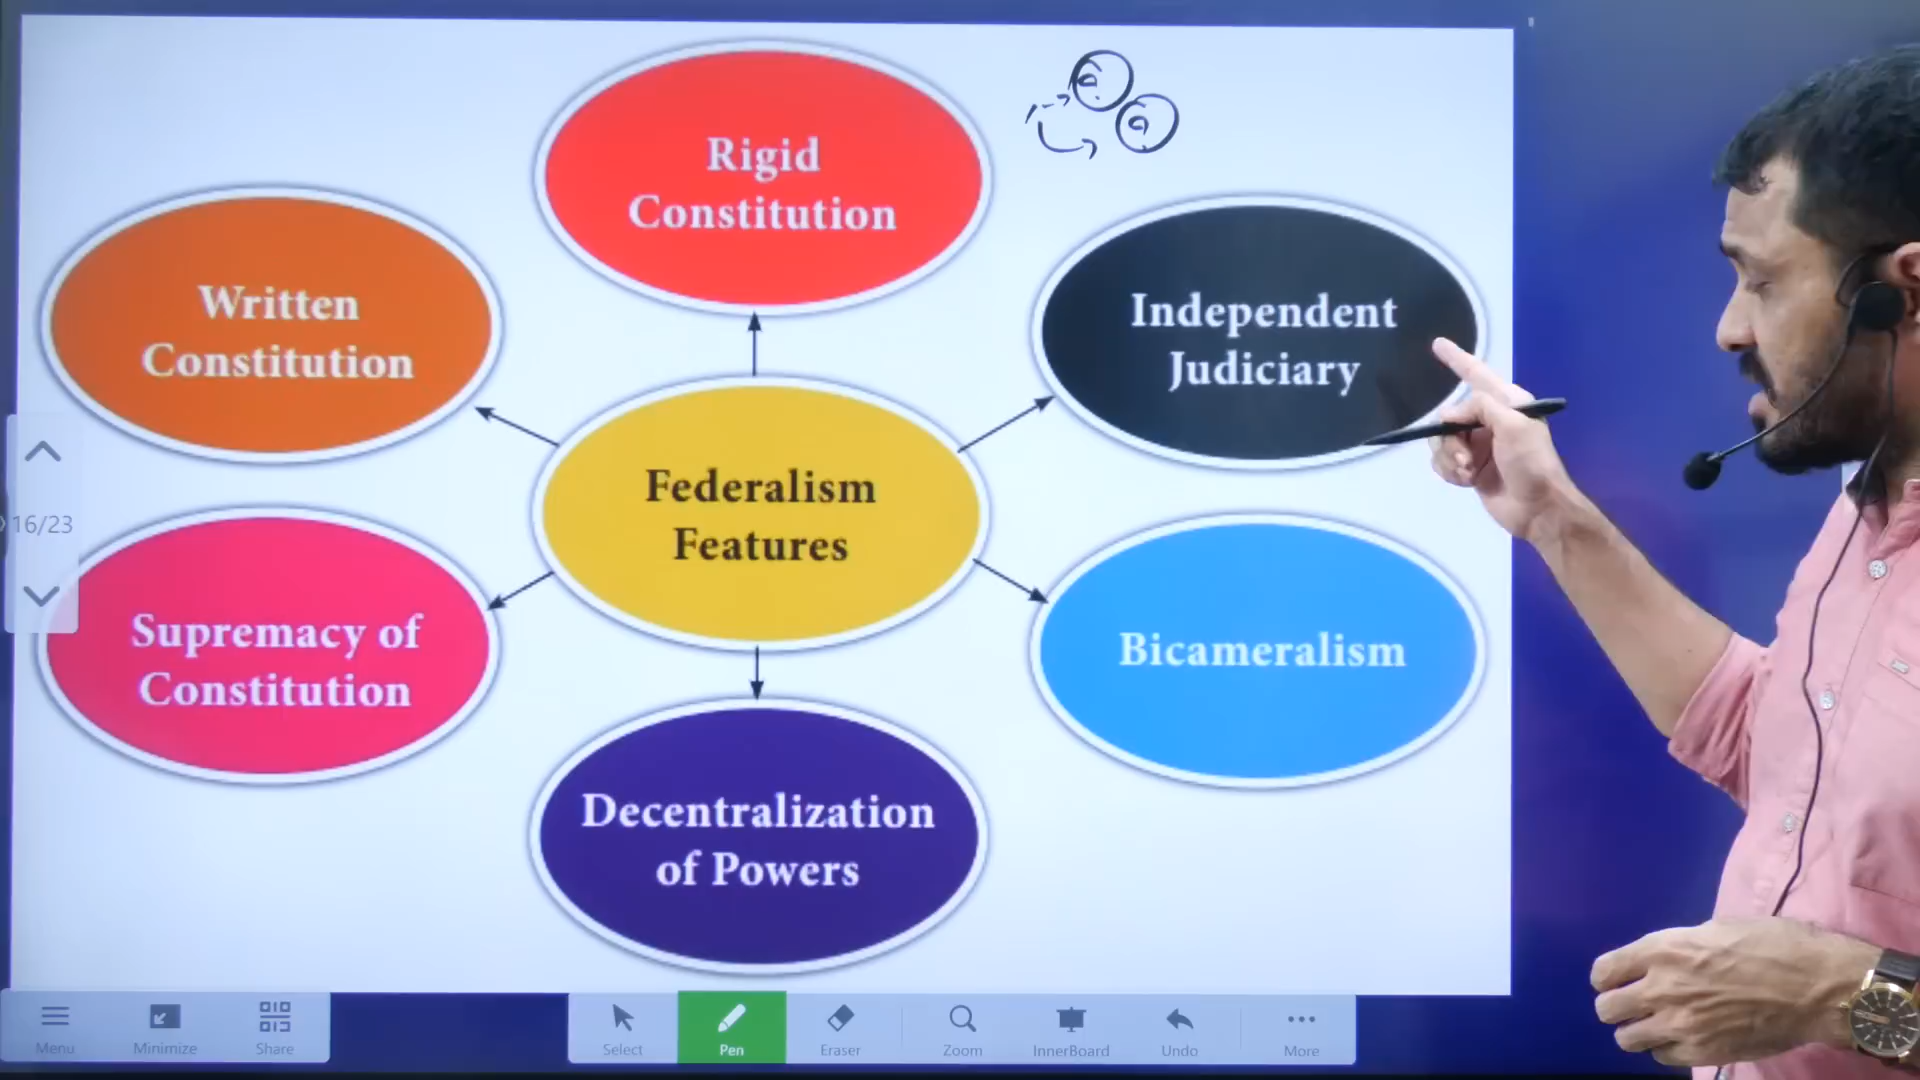 Rigid
Constitution
Written
Constitution
Independent
Judiciary
Federalism
Features
16/23
Supremacy of
Constitution
Bicameralism
Decentralization
of Powers
Menu
Minimize
Share
Select
Pen
Eraser
Zoom
InnerBoard
Undo
More